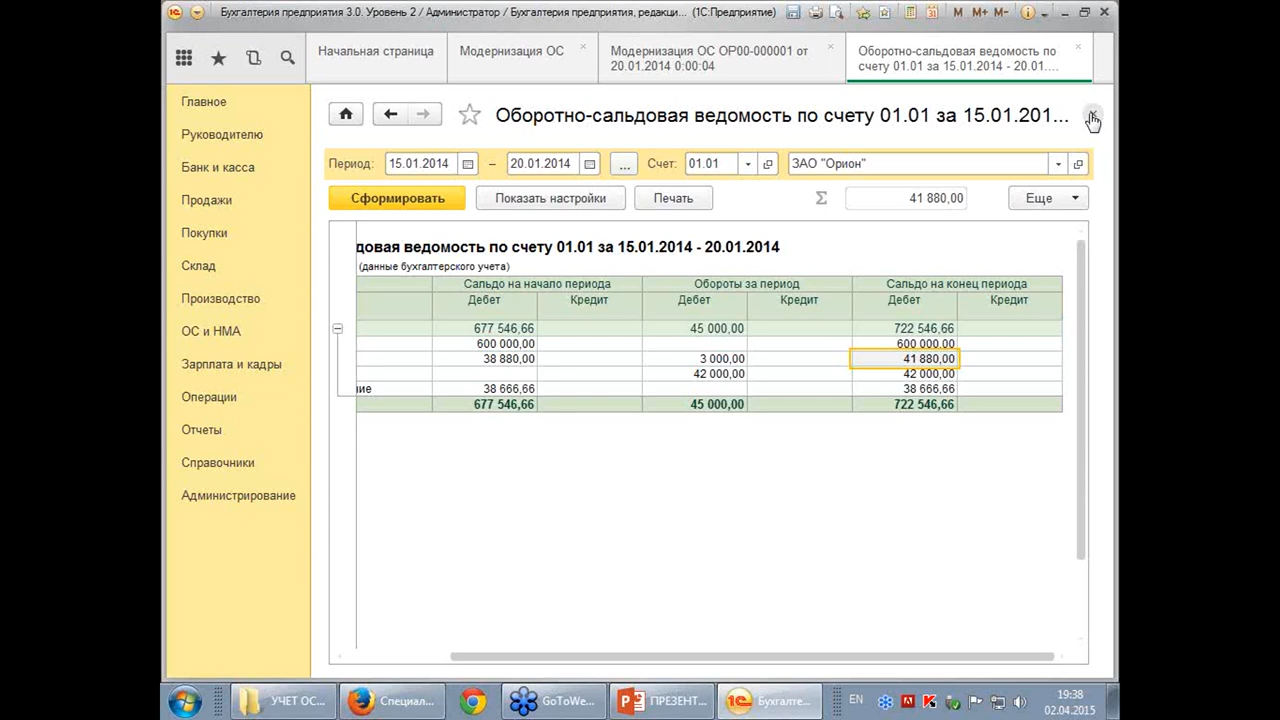 Бухгалтерия предприятия 3.0. Уровень 2 / Администратор / Бухгалтерия предприятия, редакци... (1С:Предприятие) M M+ M-
Начальная страница
Модернизация ОС
Модернизация ОС ОР00-000001 от
20.01.2014 0:00:04
Оборотно-сальдовая ведомость по
счету 01.01 за 15.01.2014 - 20.01....
Главное
Руководителю
Банк и касса
Продажи
Покупки
Склад
Производство
ОС и НМА
Зарплата и кадры
Операции
Отчеты
Справочники
Администрирование
Оборотно-сальдовая ведомость по счету 01.01 за 15.01.201...
Период: 15.01.2014 – 20.01.2014 ... Счет: 01.01 ЗАО "Орион"
Сформировать Показать настройки Печать Σ 41 880,00 Еще
довая ведомость по счету 01.01 за 15.01.2014 - 20.01.2014
(данные бухгалтерского учета)
Сальдо на начало периода Обороты за период Сальдо на конец периода
Дебет Кредит Дебет Кредит Дебет Кредит
677 546,66 45 000,00 722 546,66
600 000,00 600 000,00
38 880,00 3 000,00 41 880,00
42 000,00 42 000,00
ие 38 666,66 38 666,66
677 546,66 45 000,00 722 546,66
УЧЕТ ОС... Специал... GoToWe... ПРЕЗЕНТ... Бухгалте... EN 19:38
02.04.2015